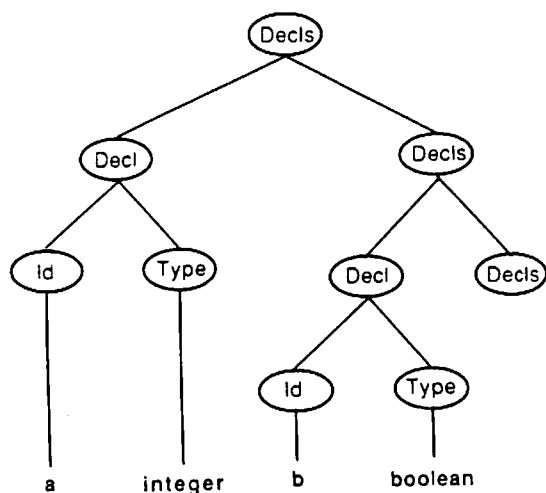 Decls
Decl Decls
Id Type Decl Decls
Id Type
a integer b boolean